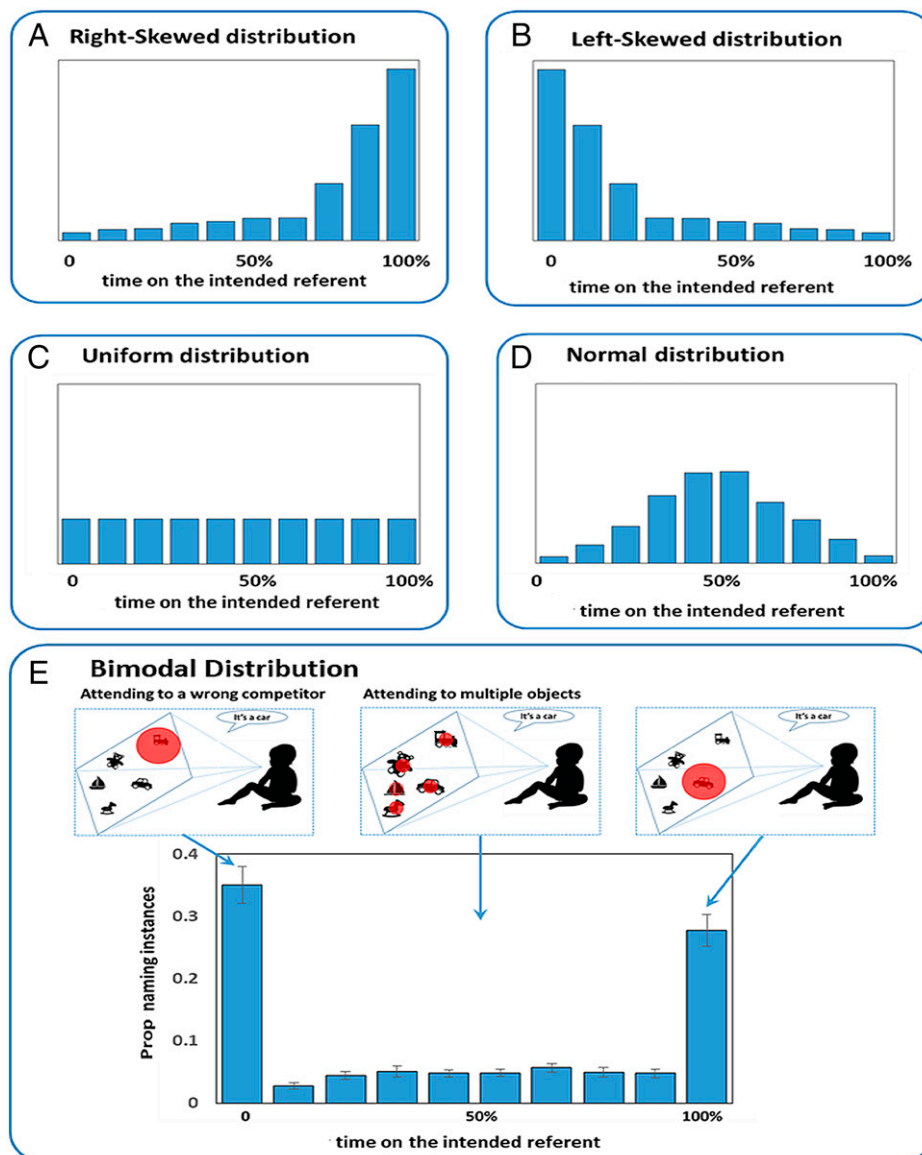 A Right-Skewed distribution
0 50% 100%
time on the intended referent
B Left-Skewed distribution
0 50% 100%
time on the intended referent
C Uniform distribution
0 50% 100%
time on the intended referent
D Normal distribution
0 50% 100%
time on the intended referent
E Bimodal Distribution
Attending to a wrong competitor
It's a car
Attending to multiple objects
It's a car
It's a car
Prop naming instances
0.4
0.3
0.2
0.1
0
0 50% 100%
time on the intended referent